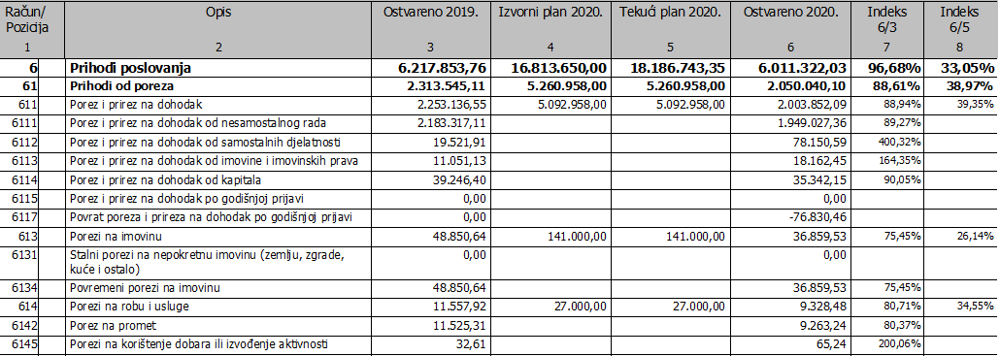 Račun/ Pozicija Opis Ostvareno 2019. Izvorni plan 2020. Tekući plan 2020. Ostvareno 2020. Indeks 6/3 Indeks 6/5
1 2 3 4 5 6 7 8
6 Prihodi poslovanja 6.217.853,76 16.813.650,00 18.186.743,35 6.011.322,03 96,68% 33,05%
61 Prihodi od poreza 2.313.545,11 5.260.958,00 5.260.958,00 2.050.040,10 88,61% 38,97%
611 Porez i prirez na dohodak 2.253.136,55 5.092.958,00 5.092.958,00 2.003.852,09 88,94% 39,35%
6111 Porez i prirez na dohodak od nesamostalnog rada 2.183.317,11 1.949.027,36 89,27%
6112 Porez i prirez na dohodak od samostalnih djelatnosti 19.521,91 78.150,59 400,32%
6113 Porez i prirez na dohodak od imovine i imovinskih prava 11.051,13 18.162,45 164,35%
6114 Porez i prirez na dohodak od kapitala 39.246,40 35.342,15 90,05%
6115 Porez i prirez na dohodak po godišnjoj prijavi 0,00 0,00
6117 Povrat poreza i prireza na dohodak po godišnjoj prijavi 0,00 -76.830,46
613 Porezi na imovinu 48.850,64 141.000,00 141.000,00 36.859,53 75,45% 26,14%
6131 Stalni porezi na nepokretnu imovinu (zemlju, zgrade, 0,00 0,00
kuće i ostalo)
6134 Povremeni porezi na imovinu 48.850,64 36.859,53 75,45%
614 Porezi na robu i usluge 11.557,92 27.000,00 27.000,00 9.328,48 80,71% 34,55%
6142 Porez na promet 11.525,31 9.263,24 80,37%
6145 Porezi na korištenje dobara ili izvođenje aktivnosti 32,61 65,24 200,06%